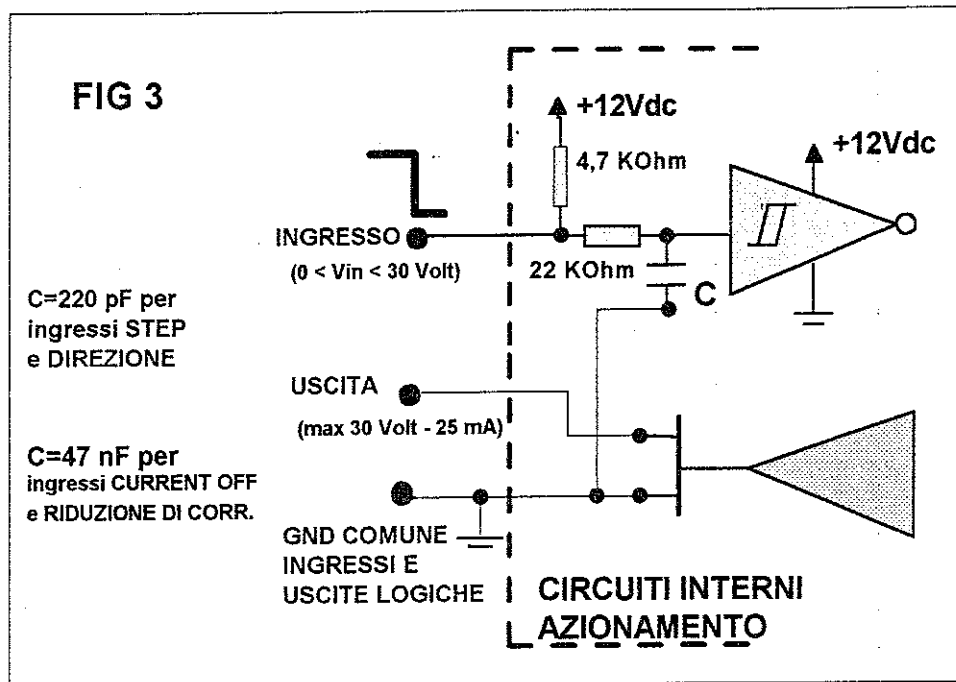 FIG 3
+12Vdc
+12Vdc
4,7 KOhm
INGRESSO
(0 < Vin < 30 Volt)
22 KOhm
C
C=220 pF per
ingressi STEP
e DIREZIONE
USCITA
(max 30 Volt - 25 mA)
C=47 nF per
ingressi CURRENT OFF
e RIDUZIONE DI CORR.
GND COMUNE
INGRESSI E
USCITE LOGICHE
CIRCUITI INTERNI
AZIONAMENTO